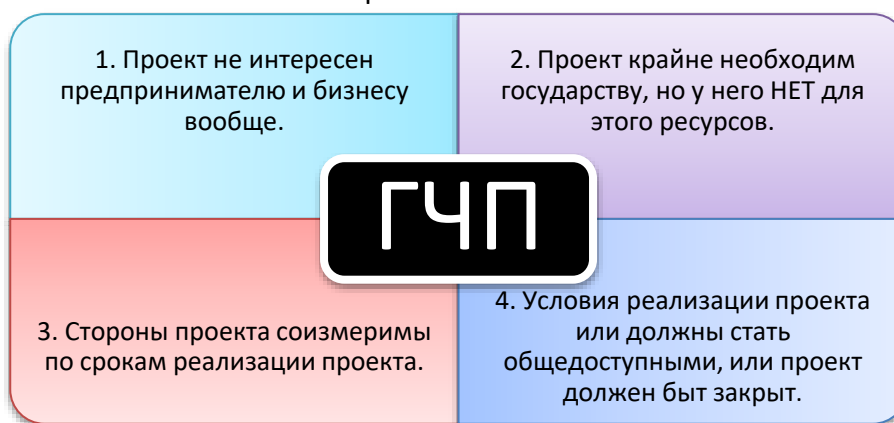 1. Проект не интересен
предпринимателю и бизнесу
вообще.
2. Проект крайне необходим
государству, но у него НЕТ для
этого ресурсов.
ГЧП
3. Стороны проекта соизмеримы
по срокам реализации проекта.
4. Условия реализации проекта
или должны стать
общедоступными, или проект
должен быт закрыт.